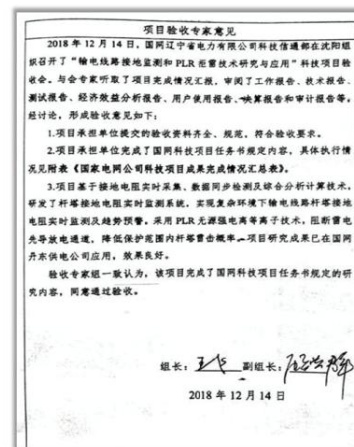 项目验收专家意见
2018 年 12 月 14 日，国网辽宁省电力有限公司科技信通部在沈阳组
织召开了“输电线路接地监测和 PLR 拒雷技术研究与应用”科技项目验
收会。与会专家听取了项目完成情况汇报，审阅了工作报告、技术报告、
测试报告、经济效益分析报告、用户使用报告、决算报告和审计报告等。
经讨论，形成验收意见如下：
1.项目承担单位提交的验收资料齐全、规范，符合验收要求。
2.项目承担单位完成了国网科技项目任务书规定内容，具体执行情
况见附表《国家电网公司科技项目成果完成情况汇总表》。
3.项目基于接地电阻实时采集、数据同步检测及综合分析计算技术，
研发了杆塔接地电阻实时监测系统，实现复杂环境下输电线路杆塔接地
电阻实时监测及趋势预警。采用 PLR 无源强电离等离子技术，阻断雷电
先导放电通道，降低保护范围内杆塔雷击概率。项目研究成果已在国网
丹东供电公司应用，效果良好。
验收专家组一致认为，该项目完成了国网科技项目任务书规定的研
究内容，同意通过验收。
组长： 副组长：
2018 年 12 月 14 日